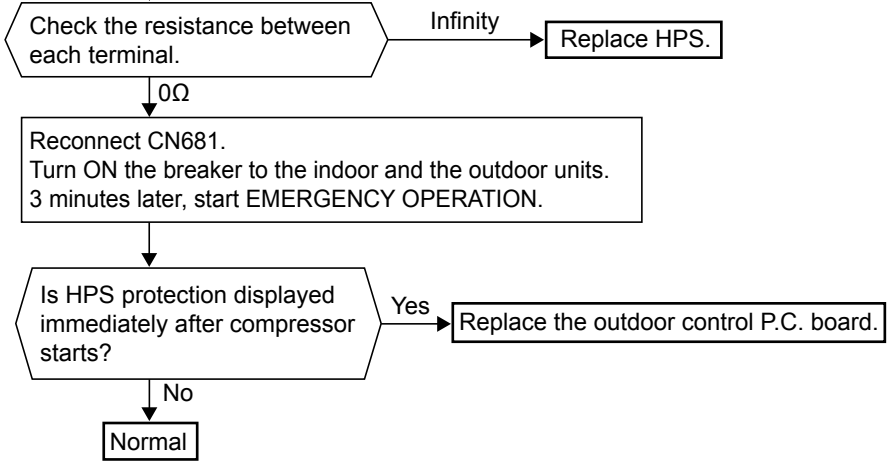 Check the resistance between
each terminal.
Infinity
Replace HPS.
0Ω
Reconnect CN681.
Turn ON the breaker to the indoor and the outdoor units.
3 minutes later, start EMERGENCY OPERATION.
Is HPS protection displayed
immediately after compressor
starts?
Yes
Replace the outdoor control P.C. board.
No
Normal